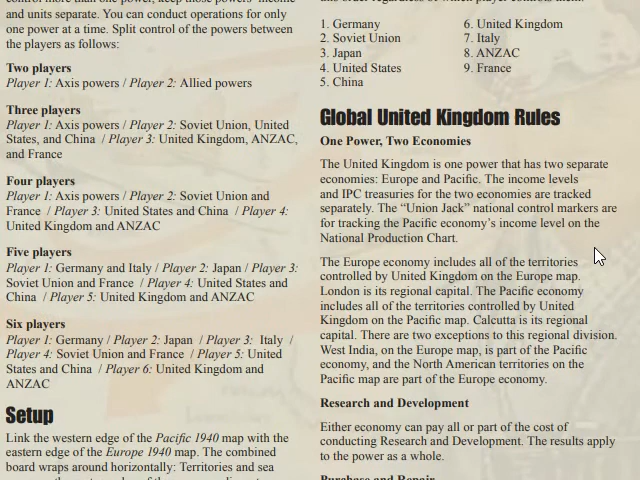 and units separate. You can conduct operations for only
one power at a time. Split control of the powers between
the players as follows:
Two players
Player 1: Axis powers / Player 2: Allied powers
Three players
Player 1: Axis powers / Player 2: Soviet Union, United
States, and China / Player 3: United Kingdom, ANZAC,
and France
Four players
Player 1: Axis powers / Player 2: Soviet Union and
France / Player 3: United States and China / Player 4:
United Kingdom and ANZAC
Five players
Player 1: Germany and Italy / Player 2: Japan / Player 3:
Soviet Union and France / Player 4: United States and
China / Player 5: United Kingdom and ANZAC
Six players
Player 1: Germany / Player 2: Japan / Player 3: Italy /
Player 4: Soviet Union and France / Player 5: United
States and China / Player 6: United Kingdom and
ANZAC
Setup
Link the western edge of the Pacific 1940 map with the
eastern edge of the Europe 1940 map. The combined
board wraps around horizontally: Territories and sea
1. Germany
2. Soviet Union
3. Japan
4. United States
5. China
6. United Kingdom
7. Italy
8. ANZAC
9. France
Global United Kingdom Rules
One Power, Two Economies
The United Kingdom is one power that has two separate
economies: Europe and Pacific. The income levels
and IPC treasuries for the two economies are tracked
separately. The “Union Jack” national control markers are
for tracking the Pacific economy’s income level on the
National Production Chart.
The Europe economy includes all of the territories
controlled by United Kingdom on the Europe map.
London is its regional capital. The Pacific economy
includes all of the territories controlled by United
Kingdom on the Pacific map. Calcutta is its regional
capital. There are two exceptions to this regional division.
West India, on the Europe map, is part of the Pacific
economy, and the North American territories on the
Pacific map are part of the Europe economy.
Research and Development
Either economy can pay all or part of the cost of
conducting Research and Development. The results apply
to the power as a whole.
Purchase and Repair